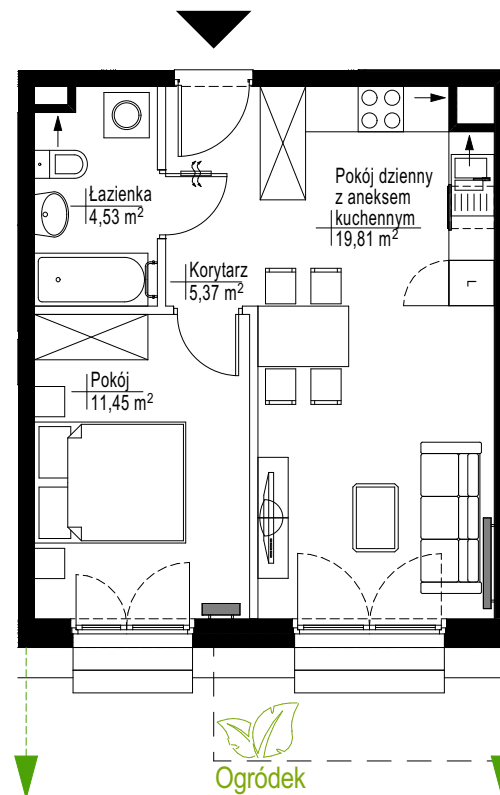 Łazienka
4,53 m²
Pokój dzienny
z aneksem
kuchennym
19,81 m²
Korytarz
5,37 m²
L
Pokój
11,45 m²
Ogródek